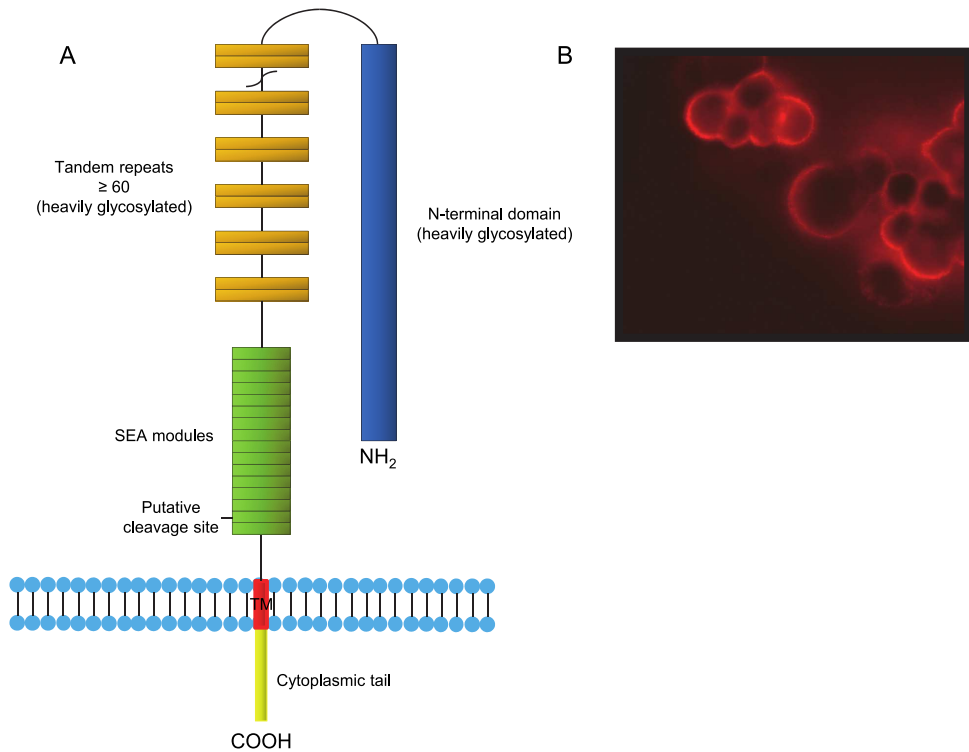 A
B
Tandem repeats
≥ 60
(heavily glycosylated)
N-terminal domain
(heavily glycosylated)
SEA modules
NH₂
Putative
cleavage site
TM
Cytoplasmic tail
COOH